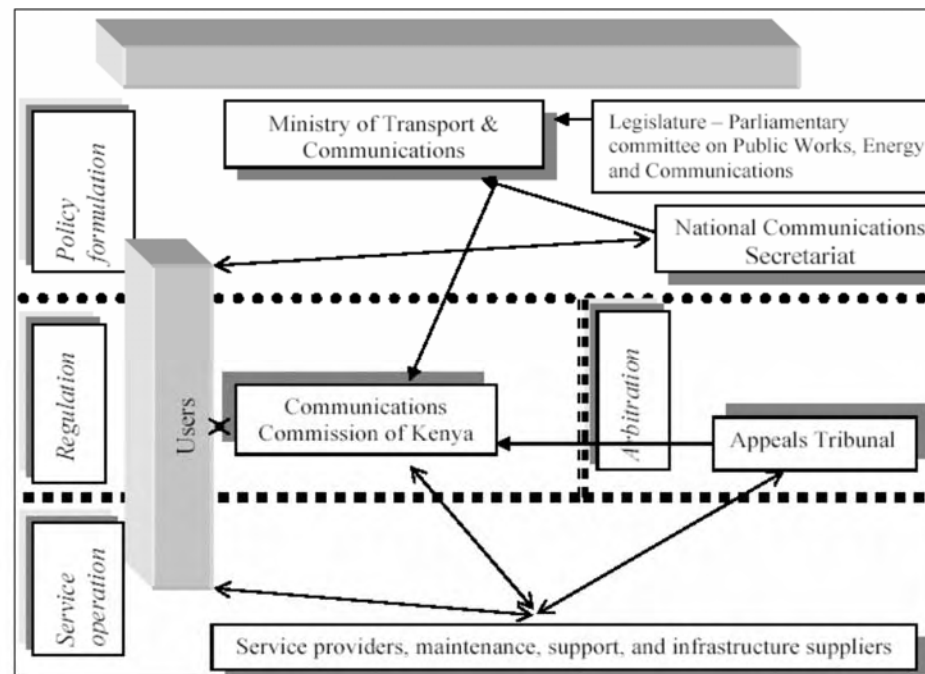 Ministry of Transport &
Communications
Legislature – Parliamentary
committee on Public Works, Energy
and Communications
Policy
formulation
National Communications
Secretariat
Regulation
Users
Communications
Commission of Kenya
Arbitration
Appeals Tribunal
Service
operation
Service providers, maintenance, support, and infrastructure suppliers